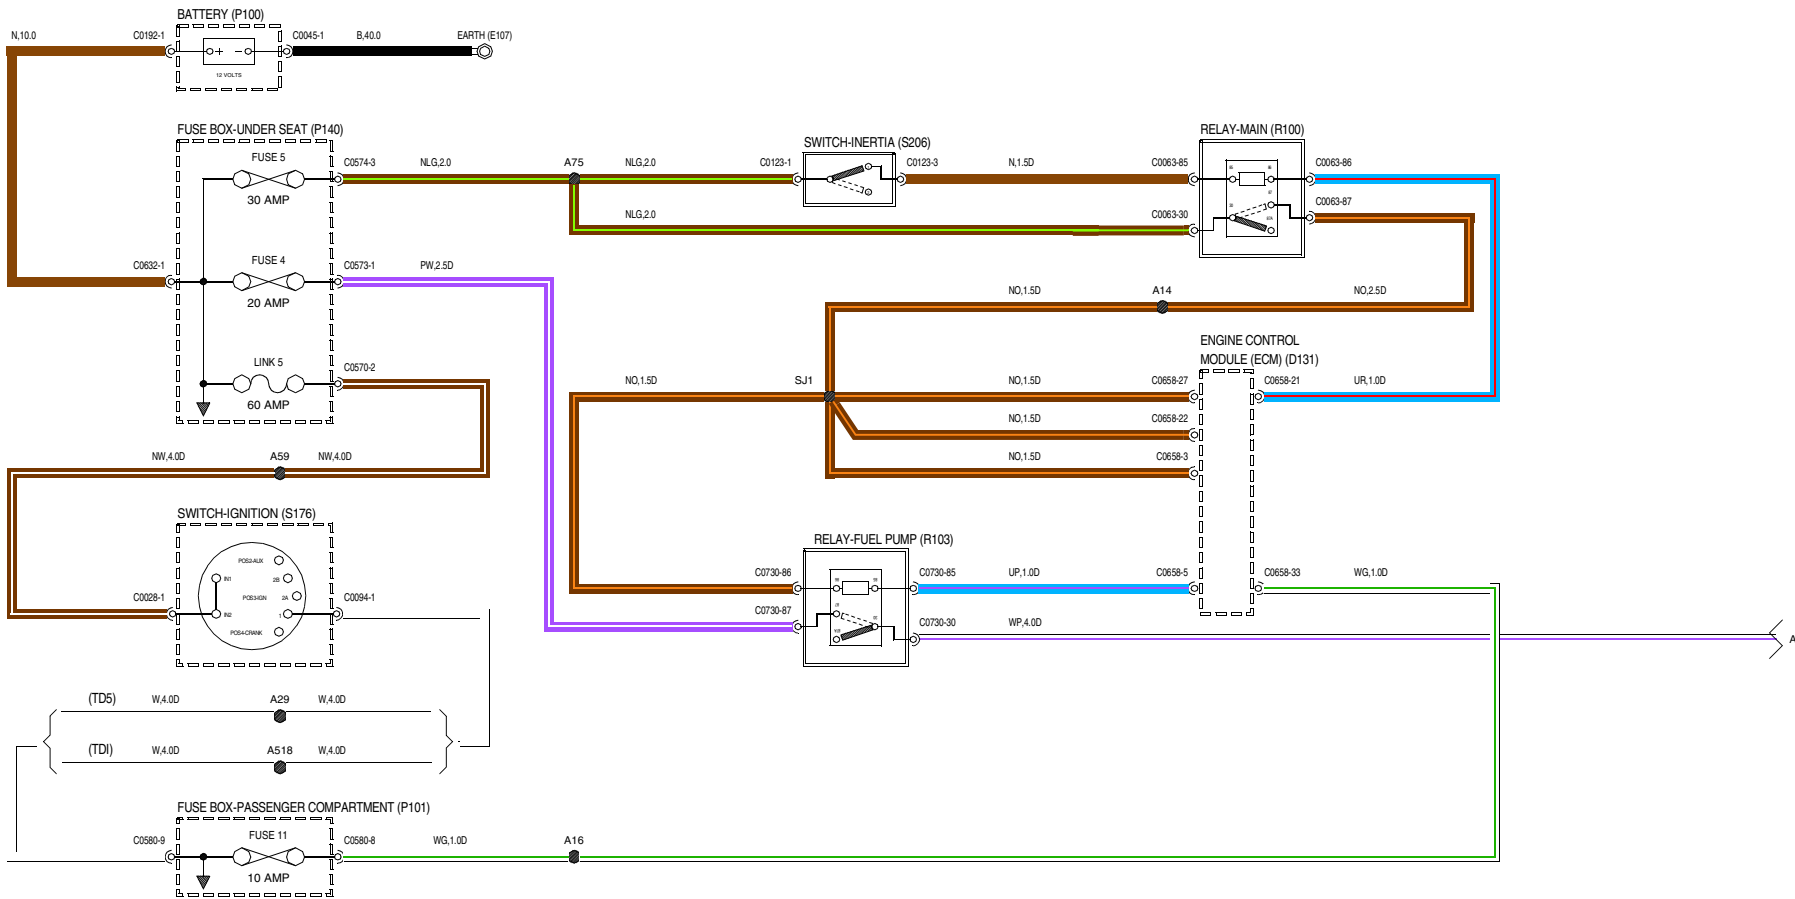 BATTERY (P100)
N,10.0
C0192-1
C0045-1
B,40.0
EARTH (E107)
+ −
12 VOLTS
FUSE BOX-UNDER SEAT (P140)
FUSE 5
30 AMP
C0574-3
NLG,2.0
A75
NLG,2.0
C0123-1
SWITCH-INERTIA (S206)
C0123-3
N,1.5D
C0063-85
RELAY-MAIN (R100)
C0063-86
C0063-87
NLG,2.0
C0063-30
C0632-1
FUSE 4
20 AMP
C0573-1
PW,2.5D
NO,1.5D
A14
NO,2.5D
ENGINE CONTROL
MODULE (ECM) (D131)
LINK 5
60 AMP
C0570-2
NO,1.5D
SJ1
NO,1.5D
C0658-27
C0658-21
UR,1.0D
NO,1.5D
C0658-22
NO,1.5D
C0658-3
NW,4.0D
A59
NW,4.0D
SWITCH-IGNITION (S176)
POS2-AUX
IN1
2B
POS3-IGN
2A
IN2
1
POS4-CRANK
C0028-1
C0094-1
RELAY-FUEL PUMP (R103)
C0730-86
C0730-85
UP,1.0D
C0658-5
C0658-33
WG,1.0D
C0730-87
C0730-30
WP,4.0D
A
(TD5)
W,4.0D
A29
W,4.0D
(TDI)
W,4.0D
A518
W,4.0D
FUSE BOX-PASSENGER COMPARTMENT (P101)
C0580-9
FUSE 11
10 AMP
C0580-8
WG,1.0D
A16